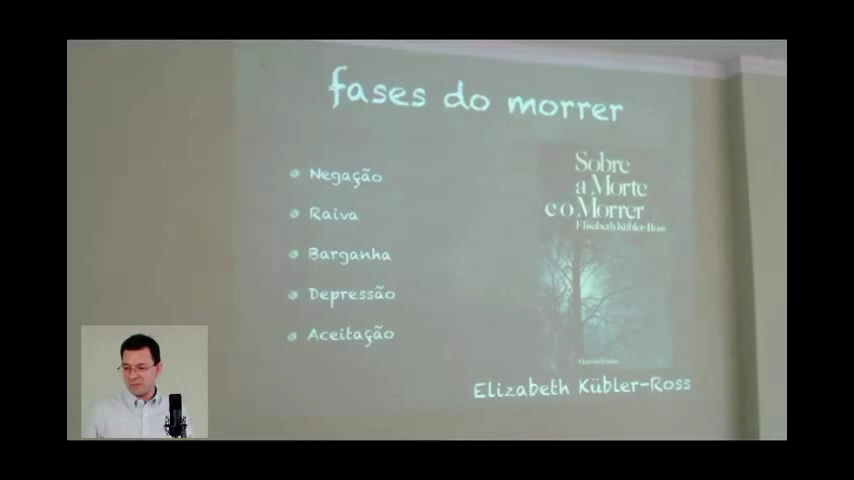 fases do morrer
Negação
Raiva
Barganha
Depressão
Aceitação
Sobre
a Morte
e o Morrer
Elisabeth Kübler-Ross
Elizabeth Kübler-Ross